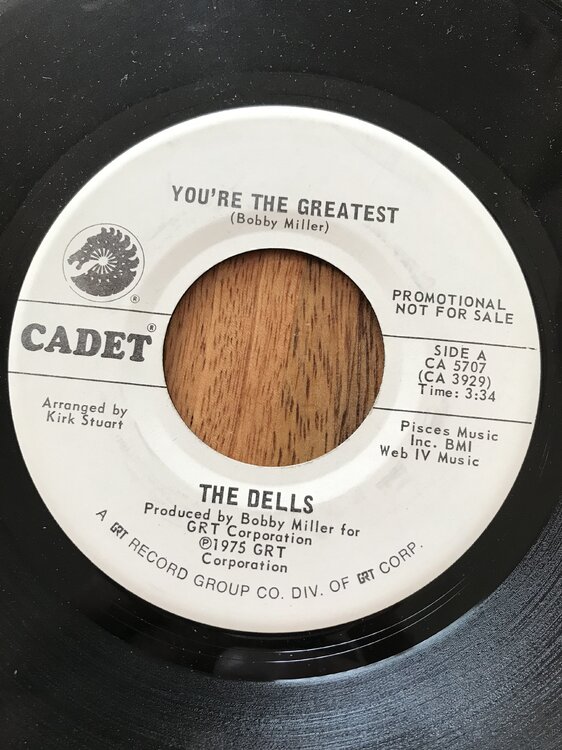 YOU'RE THE GREATEST
(Bobby Miller)
®
CADET®
PROMOTIONAL
NOT FOR SALE
SIDE A
CA 5707
(CA 3929)
Time: 3:34
Arranged by
Kirk Stuart
Pisces Music
Inc. BMI
Web IV Music
THE DELLS
Produced by Bobby Miller for
GRT Corporation
℗1975 GRT
Corporation
A GRT RECORD GROUP CO. DIV. OF GRT CORP.